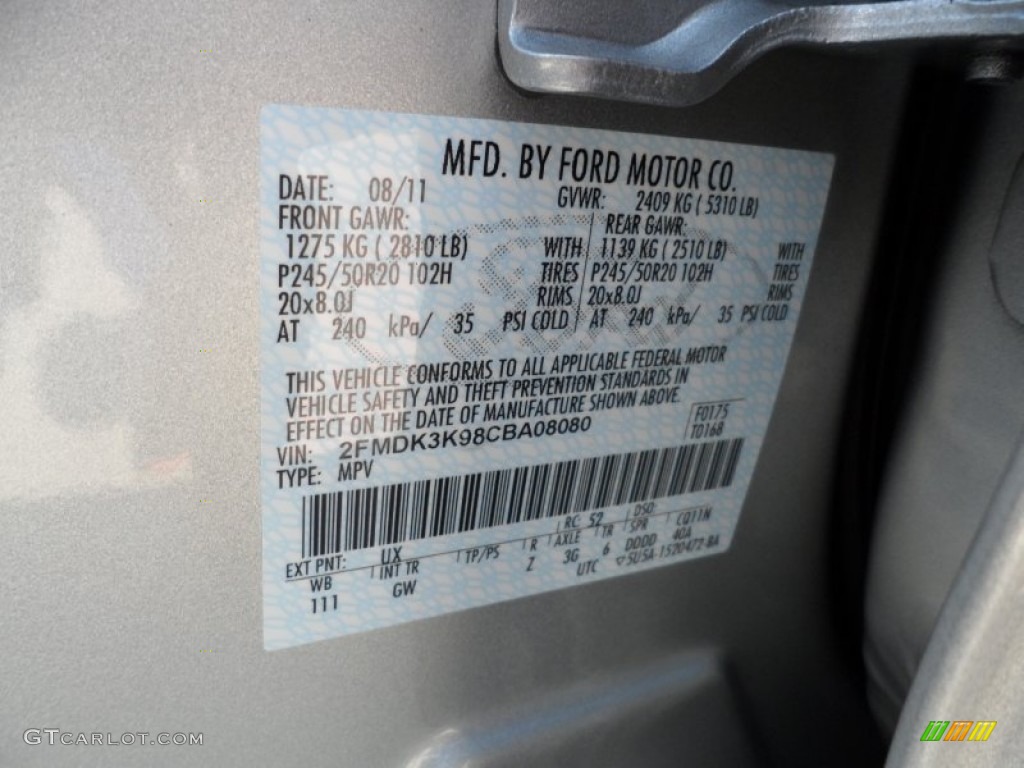 MFD. BY FORD MOTOR CO.
DATE: 08/11 GVWR: 2409 KG ( 5310 LB)
FRONT GAWR: REAR GAWR:
1275 KG ( 2810 LB) WITH 1139 KG ( 2510 LB) WITH
P245/50R20 102H TIRES P245/50R20 102H TIRES
20x8.0J RIMS 20x8.0J RIMS
AT 240 kPa/ 35 PSI COLD AT 240 kPa/ 35 PSI COLD
THIS VEHICLE CONFORMS TO ALL APPLICABLE FEDERAL MOTOR
VEHICLE SAFETY AND THEFT PREVENTION STANDARDS IN
EFFECT ON THE DATE OF MANUFACTURE SHOWN ABOVE.
VIN: 2FMDK3K98CBA08080 F0175
TYPE: MPV T0168
EXT PNT: UX RC: 52 DSO:
WB INT TR TP/PS R AXLE TR SPR CQ11N
111 GW Z 3G 6 DDDD 40A
UTC ▽5U5A-1520472-BA
GTCARLOT.COM